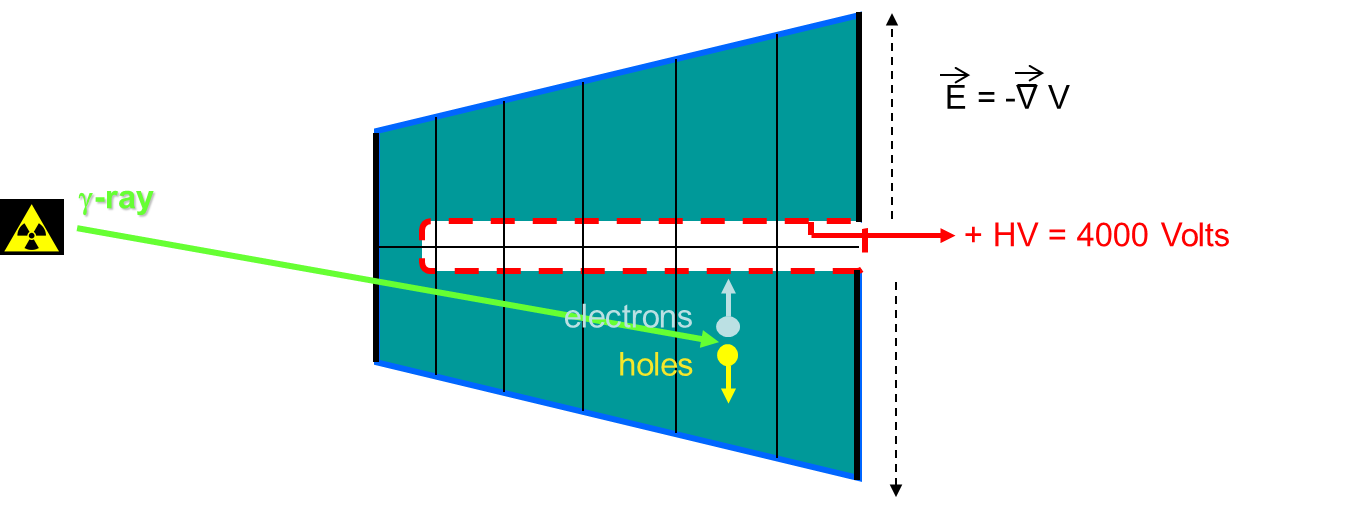 E = -∇ V
γ-ray
+ HV = 4000 Volts
electrons
holes